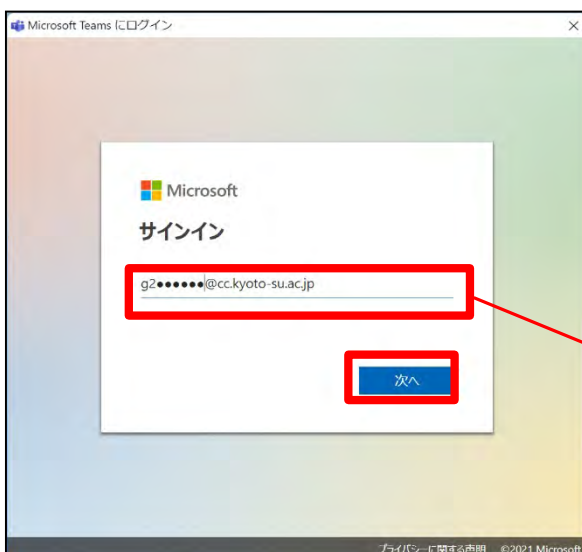 Microsoft Teams にログイン
Microsoft
サインイン
g2●●●●●●@cc.kyoto-su.ac.jp
次へ
プライバシーに関する声明 ©2021 Microsoft